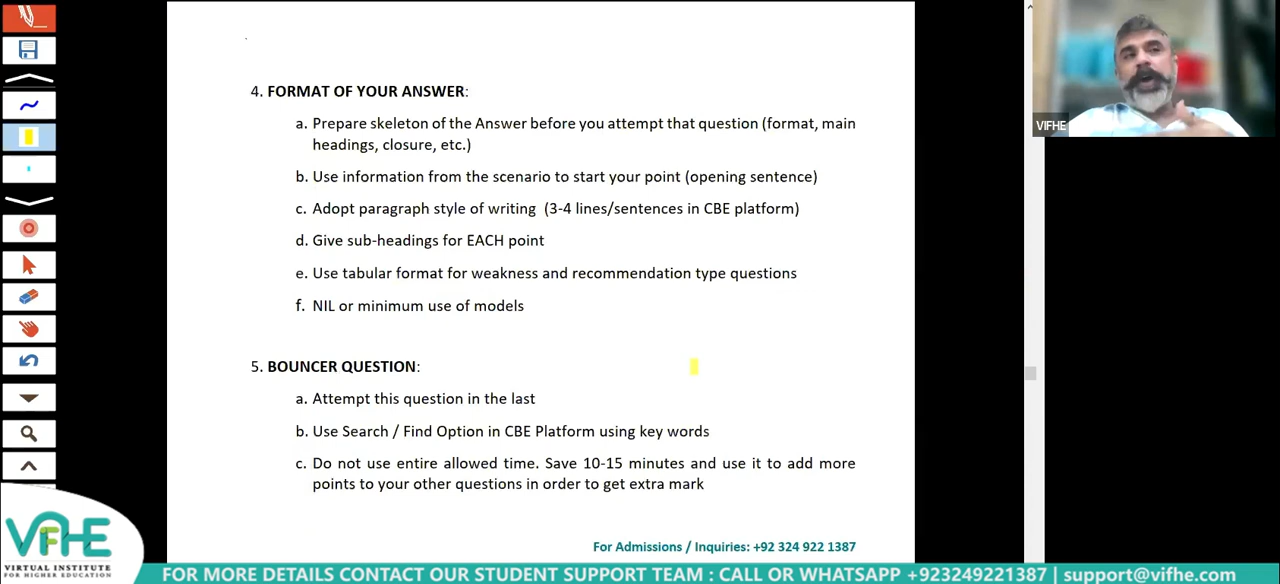 VIFHE
4. FORMAT OF YOUR ANSWER:
a. Prepare skeleton of the Answer before you attempt that question (format, main
headings, closure, etc.)
b. Use information from the scenario to start your point (opening sentence)
c. Adopt paragraph style of writing (3-4 lines/sentences in CBE platform)
d. Give sub-headings for EACH point
e. Use tabular format for weakness and recommendation type questions
f. NIL or minimum use of models
5. BOUNCER QUESTION:
a. Attempt this question in the last
b. Use Search / Find Option in CBE Platform using key words
c. Do not use entire allowed time. Save 10-15 minutes and use it to add more
points to your other questions in order to get extra mark
For Admissions / Inquiries: +92 324 922 1387
VIFHE
VIRTUAL INSTITUTE
FOR HIGHER EDUCATION
FOR MORE DETAILS CONTACT OUR STUDENT SUPPORT TEAM : CALL OR WHATSAPP +923249221387 | support@vifhe.com